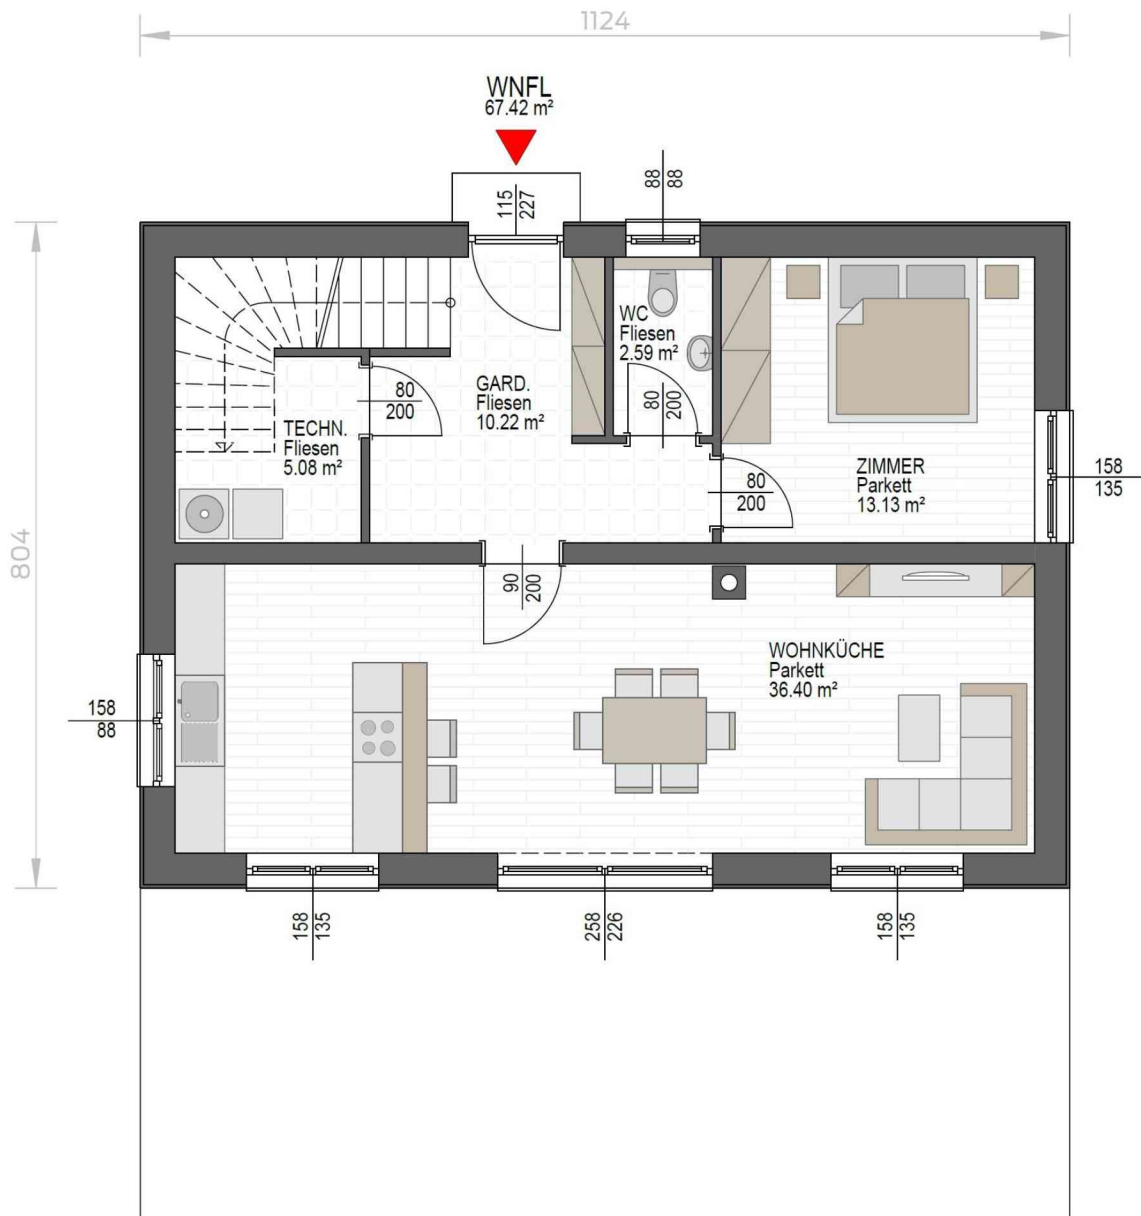 1124
WNFL
67.42 m²
88
88
115
227
WC
Fliesen
2.59 m²
80
200
GARD.
Fliesen
10.22 m²
80
200
TECHN.
Fliesen
5.08 m²
ZIMMER
Parkett
13.13 m²
158
135
80
200
804
90
200
WOHNKÜCHE
Parkett
36.40 m²
158
88
158
135
258
226
158
135